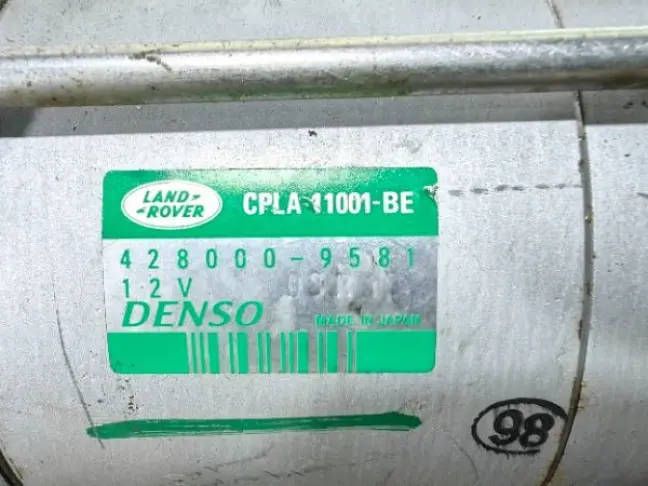 LAND-
-ROVER
CPLA-11001-BE
428000-9581
12V
DENSO
MADE IN JAPAN
98